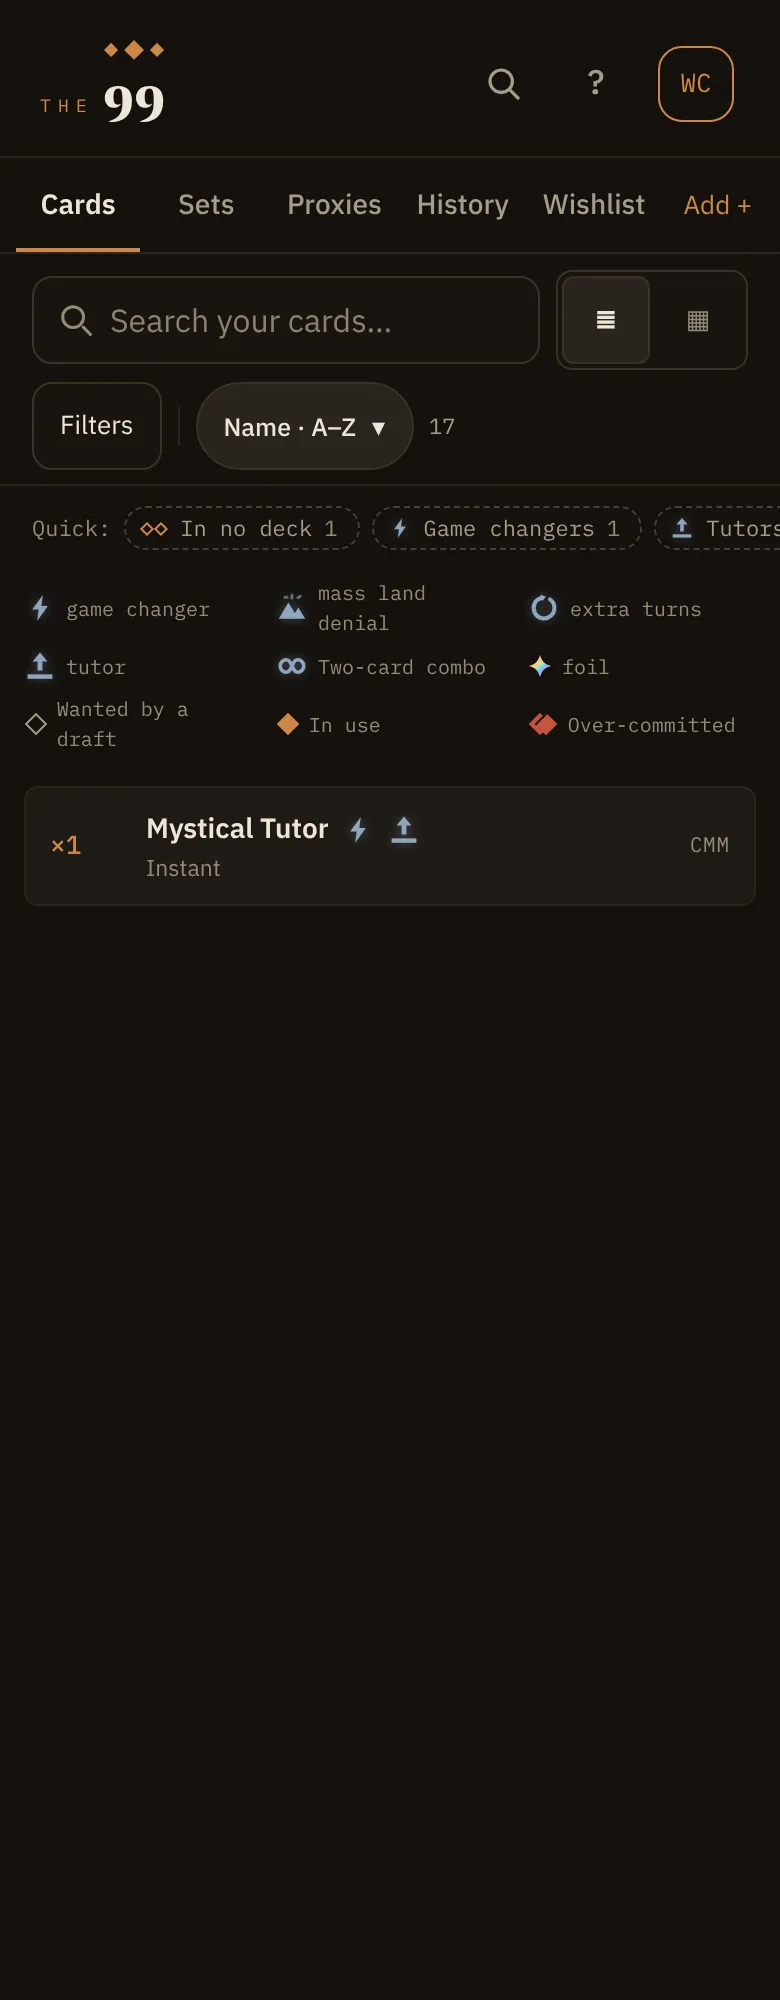 THE 99
? WC
Cards Sets Proxies History Wishlist Add +
Search your cards...
Filters Name · A–Z ▼ 17
Quick: In no deck 1 Game changers 1 Tutors
game changer
mass land
denial
extra turns
tutor
Two-card combo
foil
Wanted by a
draft
In use
Over-committed
×1 Mystical Tutor CMM
Instant